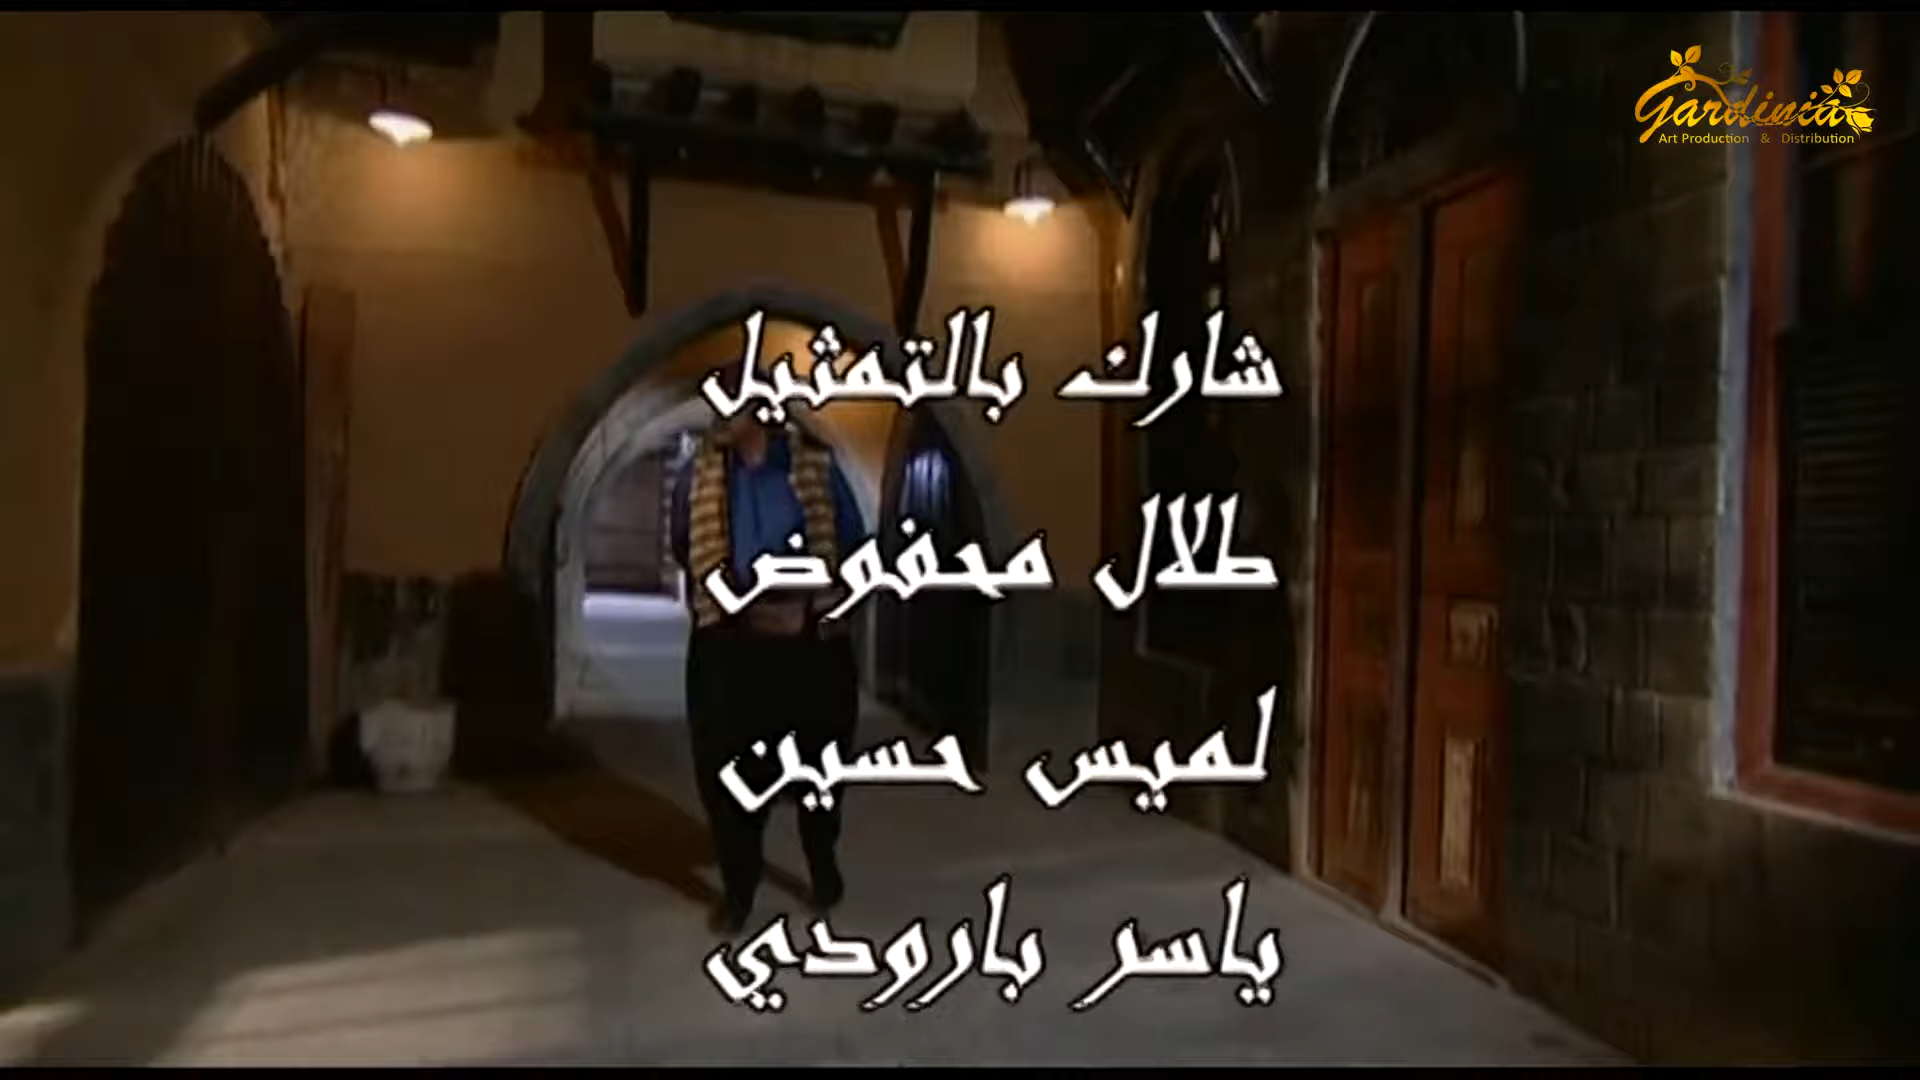 gardinia
Art Production & Distribution
شارك بالتمثيل
طلال محفوض
لميس حسين
ياسر بارودي